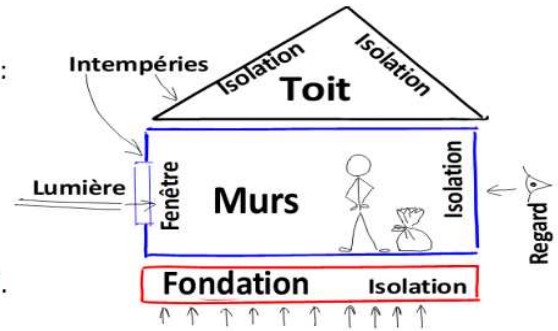 :
Intempéries
Isolation
Isolation
Toit
Lumière
Fenêtre
Murs
Isolation
Regard
.
Fondation
Isolation